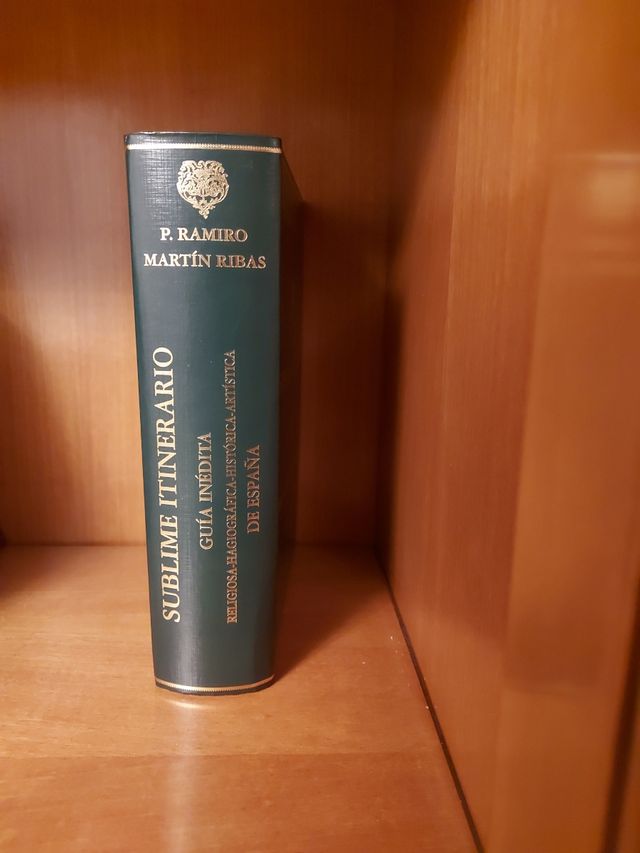 P. RAMIRO
MARTÍN RIBAS
SUBLIME ITINERARIO
GUÍA INÉDITA
RELIGIOSA-HAGIOGRÁFICA-HISTÓRICA-ARTÍSTICA
DE ESPAÑA